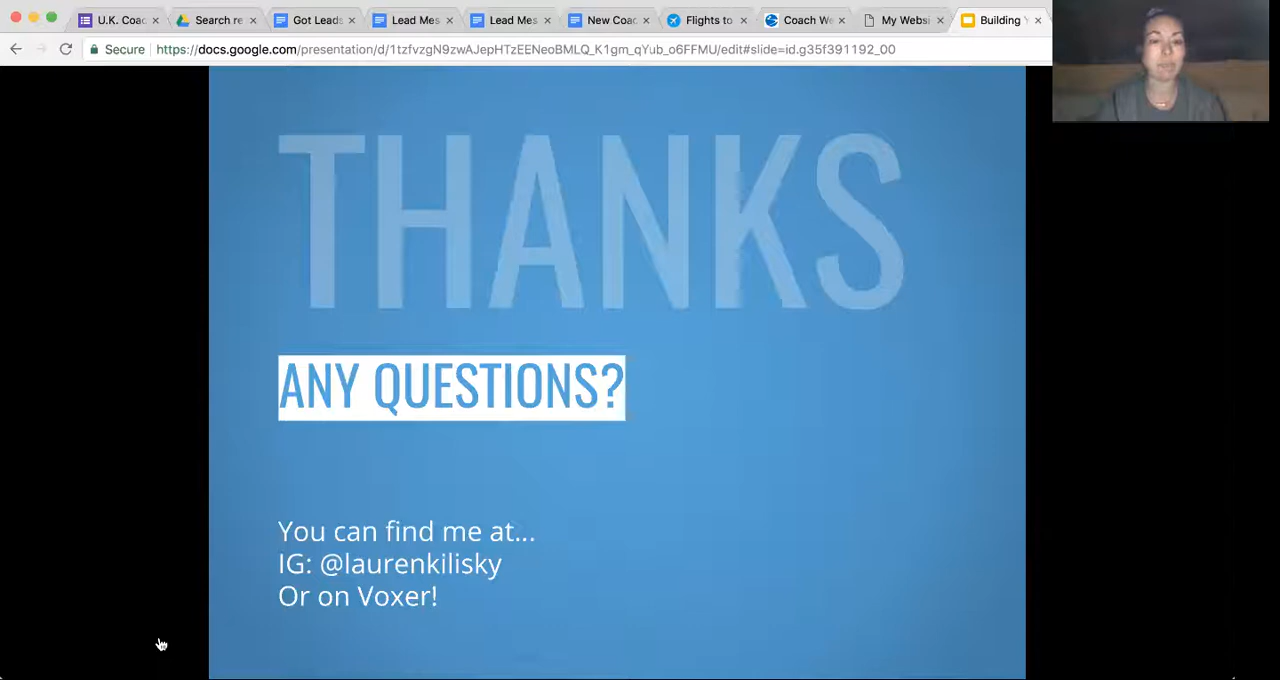 U.K. Coac
Search re
Got Leads
Lead Mes
Lead Mes
New Coac
Flights to
Coach We
My Websi
Building Y
Secure
https://docs.google.com/presentation/d/1tzfvzgN9zwAJepHTzEENeoBMLQ_K1gm_qYub_o6FFMU/edit#slide=id.g35f391192_00
THANKS
ANY QUESTIONS?
You can find me at...
IG: @laurenkilisky
Or on Voxer!